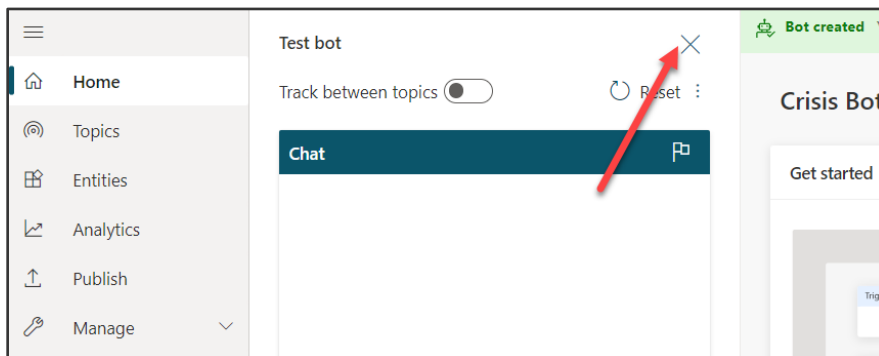 Home
Topics
Entities
Analytics
Publish
Manage
Test bot
Track between topics
Reset
Chat
Bot created
Crisis Bot
Get started